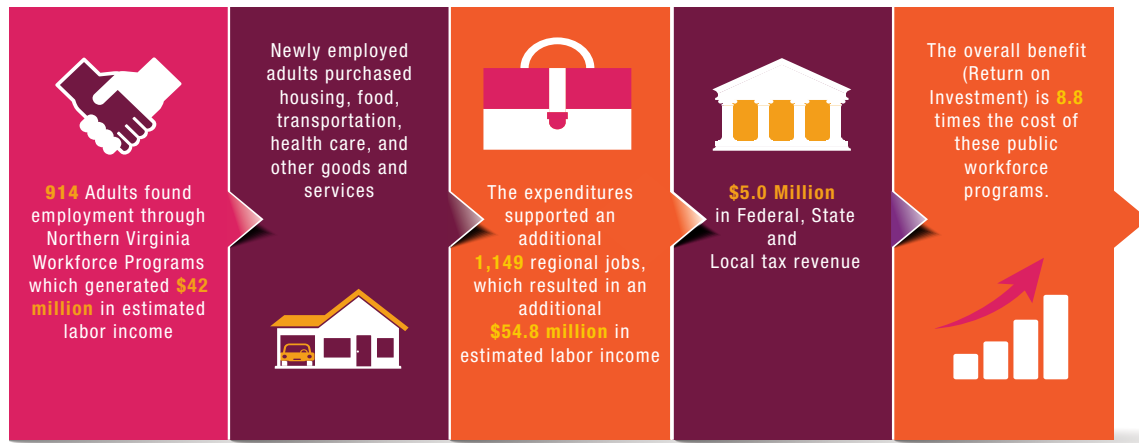 914 Adults found
employment through
Northern Virginia
Workforce Programs
which generated $42
million in estimated
labor income
Newly employed
adults purchased
housing, food,
transportation,
health care, and
other goods and
services
The expenditures
supported an
additional
1,149 regional jobs,
which resulted in an
additional
$54.8 million in
estimated labor income
$5.0 Million
in Federal, State
and
Local tax revenue
The overall benefit
(Return on
Investment) is 8.8
times the cost of
these public
workforce
programs.